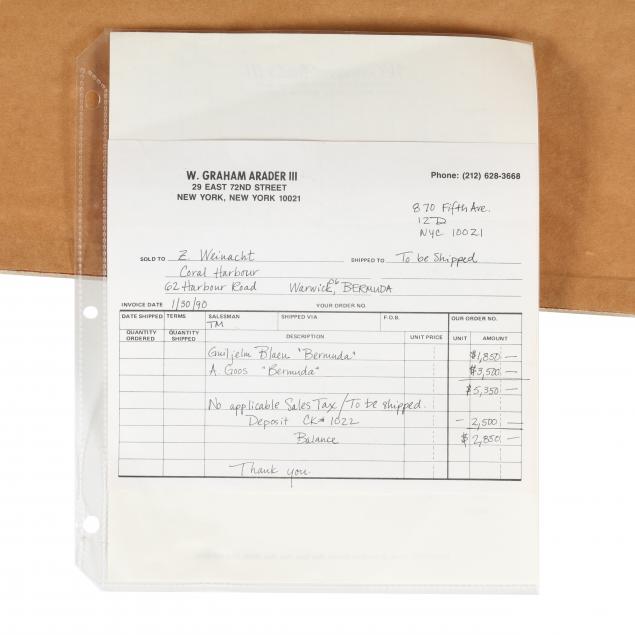 W. GRAHAM ARADER III
29 EAST 72ND STREET
NEW YORK, NEW YORK 10021
Phone: (212) 628-3668
870 Fifth Ave.
12D
NYC 10021
SOLD TO Z. Weinacht SHIPPED TO To be Shipped
Coral Harbour
62 Harbour Road Warwick, 06 BERMUDA
INVOICE DATE 1/30/90 YOUR ORDER NO.
DATE SHIPPED TERMS SALESMAN SHIPPED VIA F.O.B. OUR ORDER NO.
TM
QUANTITY ORDERED QUANTITY SHIPPED DESCRIPTION UNIT PRICE UNIT AMOUNT
Guiljelm Blaeu "Bermuda" $1,850 —
A. Goos "Bermuda" $3,500 —
$5,350 —
No applicable Sales Tax / To be shipped.
Deposit CK# 1022 – 2,500 —
Balance $2,850 —
Thank you.